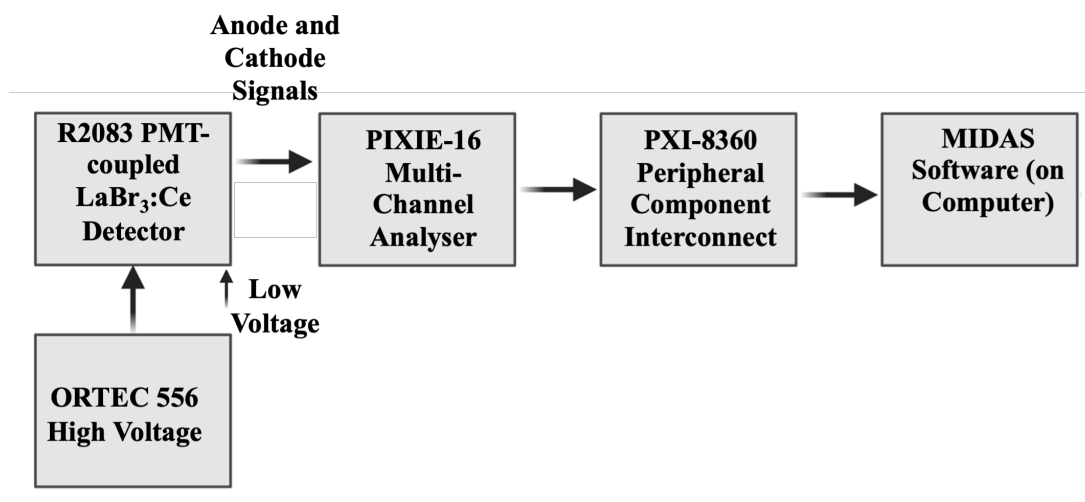 Anode and
Cathode
Signals
R2083 PMT-
coupled
LaBr₃:Ce
Detector
PIXIE-16
Multi-
Channel
Analyser
PXI-8360
Peripheral
Component
Interconnect
MIDAS
Software (on
Computer)
Low
Voltage
ORTEC 556
High Voltage